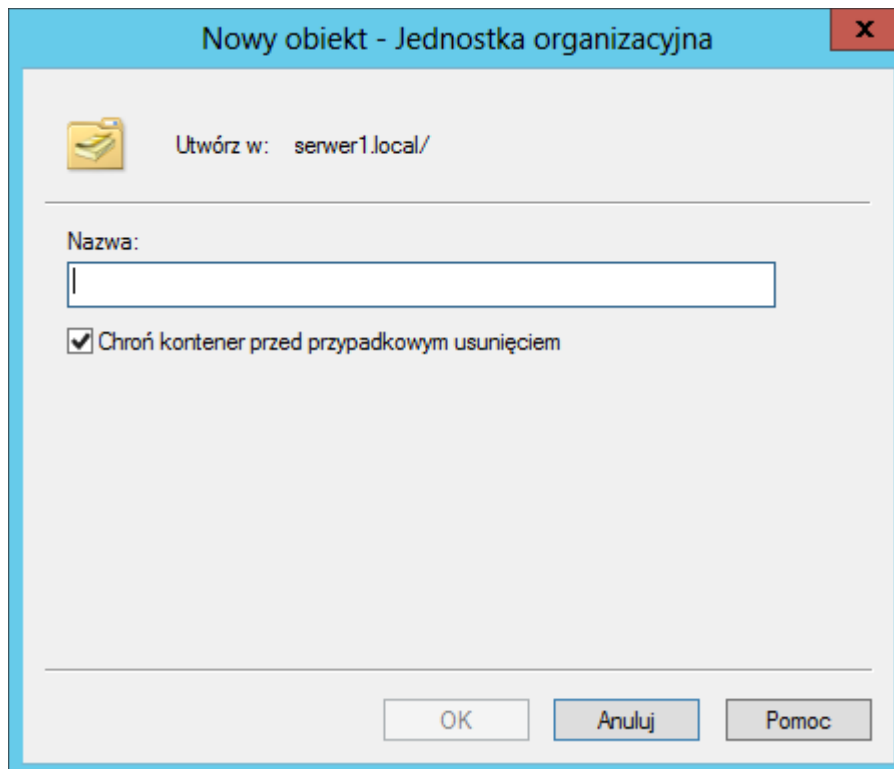 Nowy obiekt - Jednostka organizacyjna
x
Utwórz w: serwer1.local/
Nazwa:
Chroń kontener przed przypadkowym usunięciem
OK Anuluj Pomoc